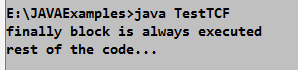 E:\JAVAExamples>java TestTCF
finally block is always executed
rest of the code...